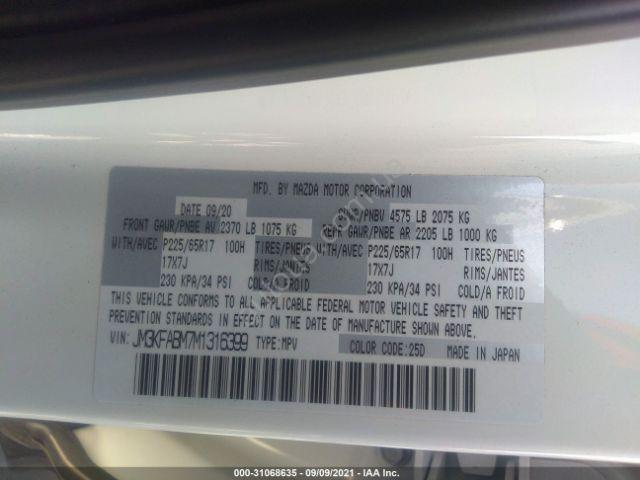 MFD. BY MAZDA MOTOR CORPORATION
DATE 09/20 GVWR/PNBV 4575 LB 2075 KG
FRONT GAWR/PNBE AV 2370 LB 1075 KG REAR GAWR/PNBE AR 2205 LB 1000 KG
WITH/AVEC P225/65R17 100H TIRES/PNEUS WITH/AVEC P225/65R17 100H TIRES/PNEUS
17X7J RIMS/JANTES 17X7J RIMS/JANTES
230 KPA/34 PSI COLD/A FROID 230 KPA/34 PSI COLD/A FROID
THIS VEHICLE CONFORMS TO ALL APPLICABLE FEDERAL MOTOR VEHICLE SAFETY AND THEFT
PREVENTION STANDARDS IN EFFECT ON THE DATE OF MANUFACTURE SHOWN ABOVE.
VIN: JM3KFABM7M1316399 TYPE: MPV COLOR CODE: 25D MADE IN JAPAN
000-31068635 - 09/09/2021 - IAA Inc.